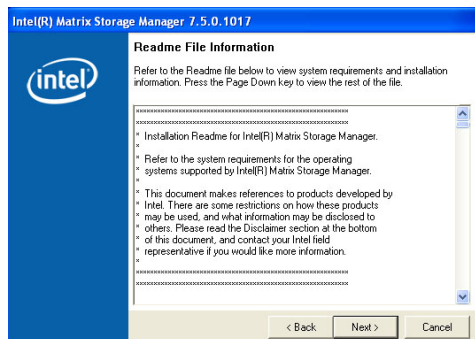 Intel(R) Matrix Storage Manager 7.5.0.1017
Readme File Information
(intel)
Refer to the Readme file below to view system requirements and installation
information. Press the Page Down key to view the rest of the file.
* Installation Readme for Intel(R) Matrix Storage Manager.
*
* Refer to the system requirements for the operating
* systems supported by Intel(R) Matrix Storage Manager.
*
* This document makes references to products developed by
* Intel. There are some restrictions on how these products
* may be used, and what information may be disclosed to
* others. Please read the Disclaimer section at the bottom
* of this document, and contact your Intel field
* representative if you would like more information.
*
< Back Next > Cancel